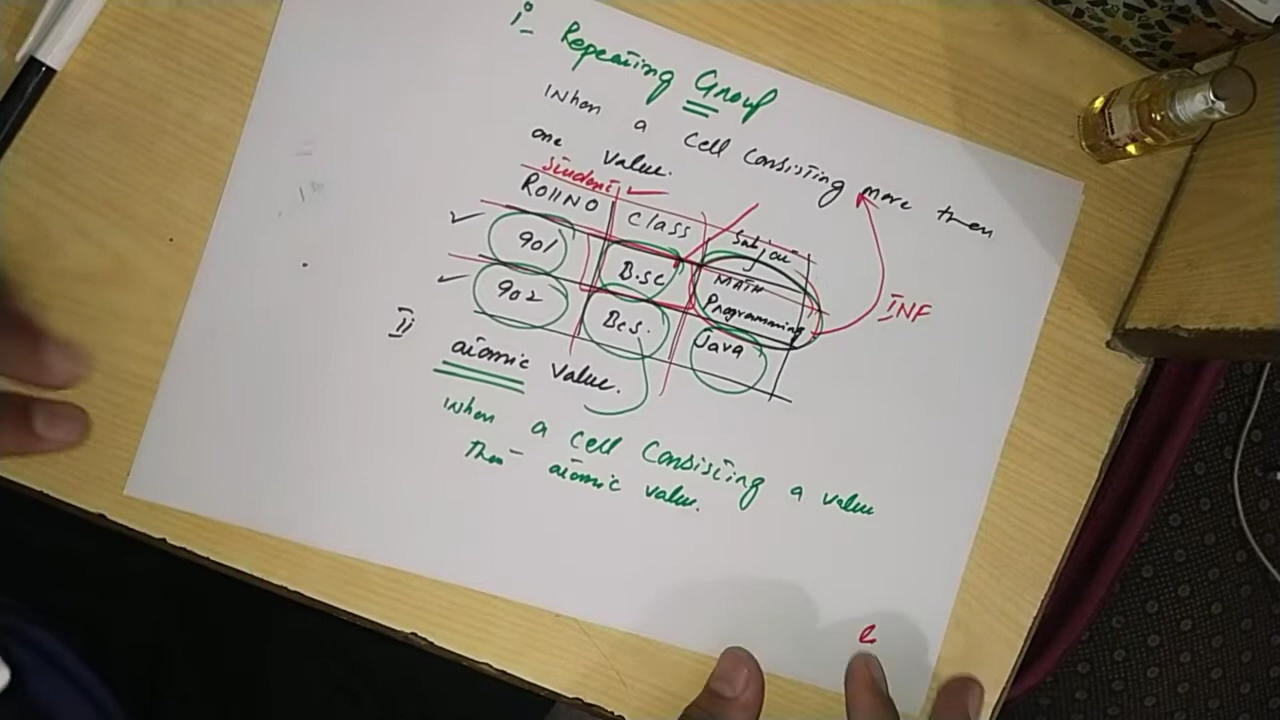 i- Repeating Group
When a cell consisting more then
one value.
Student
RollNO class Subject
901 B.sc MATH
Programming
902 B.cs. Java
INF
II atomic value.
When a cell Consisting a value
then - atomic value.
e